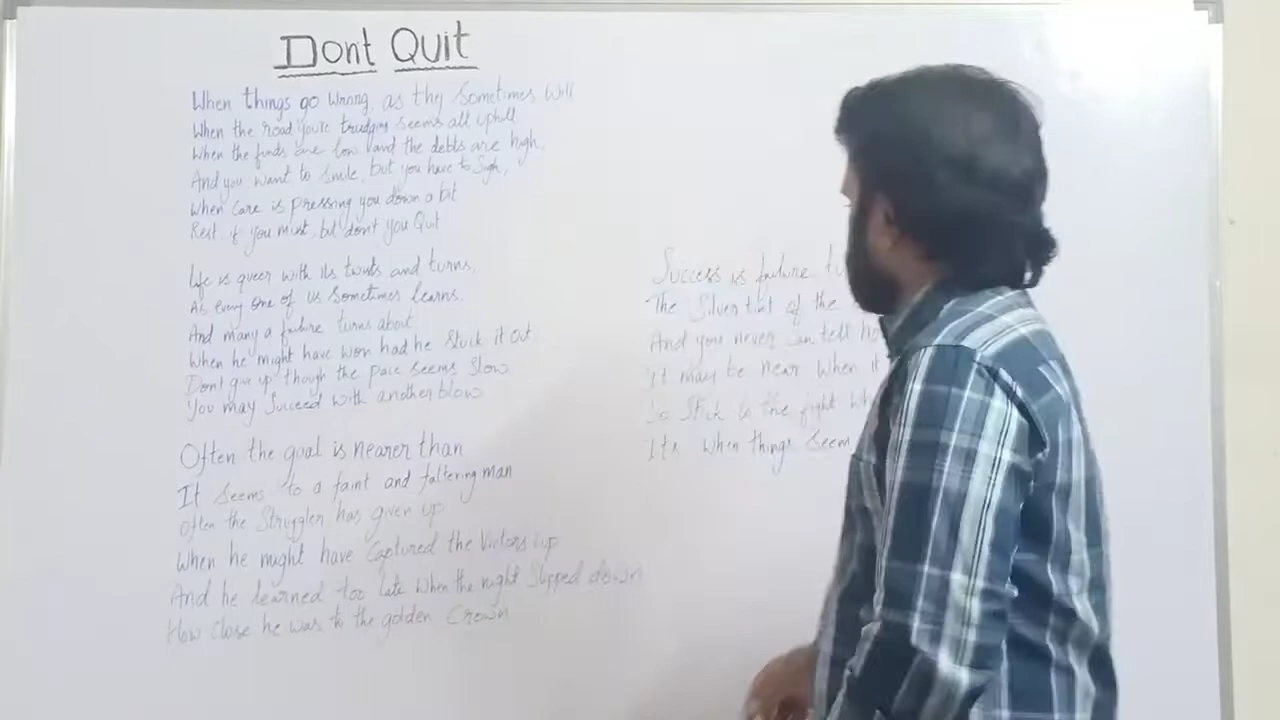 Dont Quit
When things go Wrong, as thy Sometimes Will
When the road you're trudging seems all uphill
When the funds are low and the debts are high,
And you want to Smile, but you have to Sigh,
When Care is pressing you down a bit
Rest, if you must, but don't you Quit
Life is queer with its twists and turns,
As every one of us Sometimes learns,
And many a failure turns about
When he might have won had he Stuck it Out
Don't give up though the pace seems Slow
You may Succeed with another blow
Often the goal is nearer than
It seems to a faint and faltering man
Often the Struggler has given up
When he might have Captured the Victors Cup
And he learned too late When the night Slipped down
How Close he was to the golden Crown
Success is failure
The Silver tint of the
And you never can tell
It may be near When it
So Stick to the fight
Its When things Seem